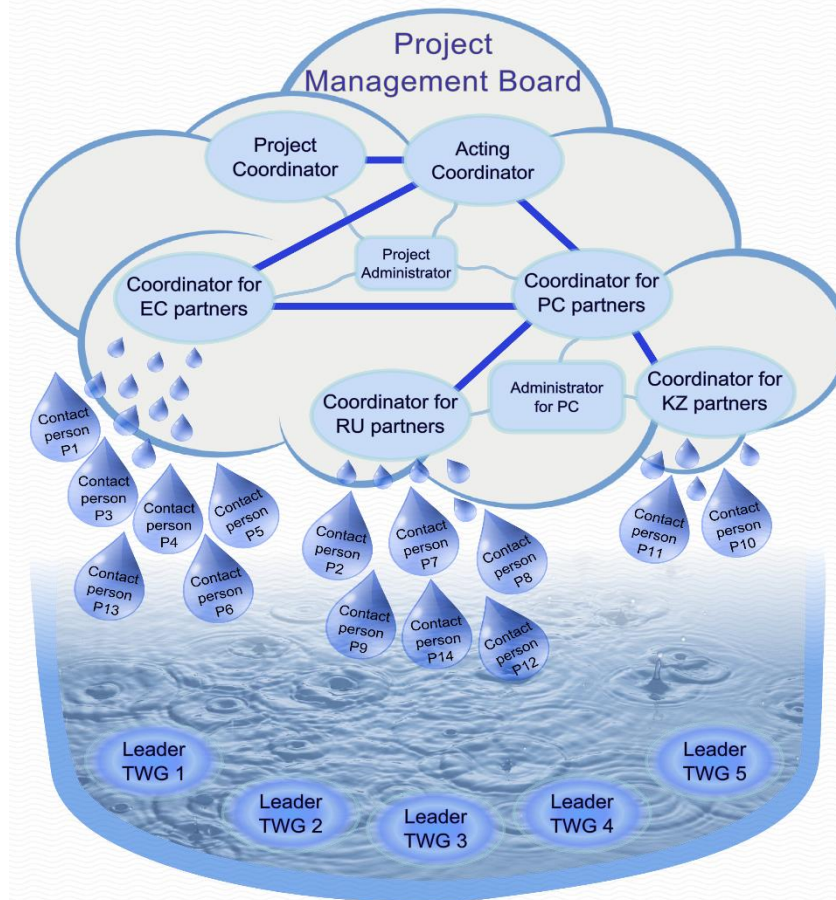 Project
Management Board
Project
Coordinator
Acting
Coordinator
Project
Administrator
Coordinator for
EC partners
Coordinator for
PC partners
Coordinator for
RU partners
Administrator
for PC
Coordinator for
KZ partners
Contact
person
P1
Contact
person
P3
Contact
person
P4
Contact
person
P5
Contact
person
P13
Contact
person
P6
Contact
person
P2
Contact
person
P7
Contact
person
P8
Contact
person
P9
Contact
person
P14
Contact
person
P12
Contact
person
P11
Contact
person
P10
Leader
TWG 1
Leader
TWG 2
Leader
TWG 3
Leader
TWG 4
Leader
TWG 5